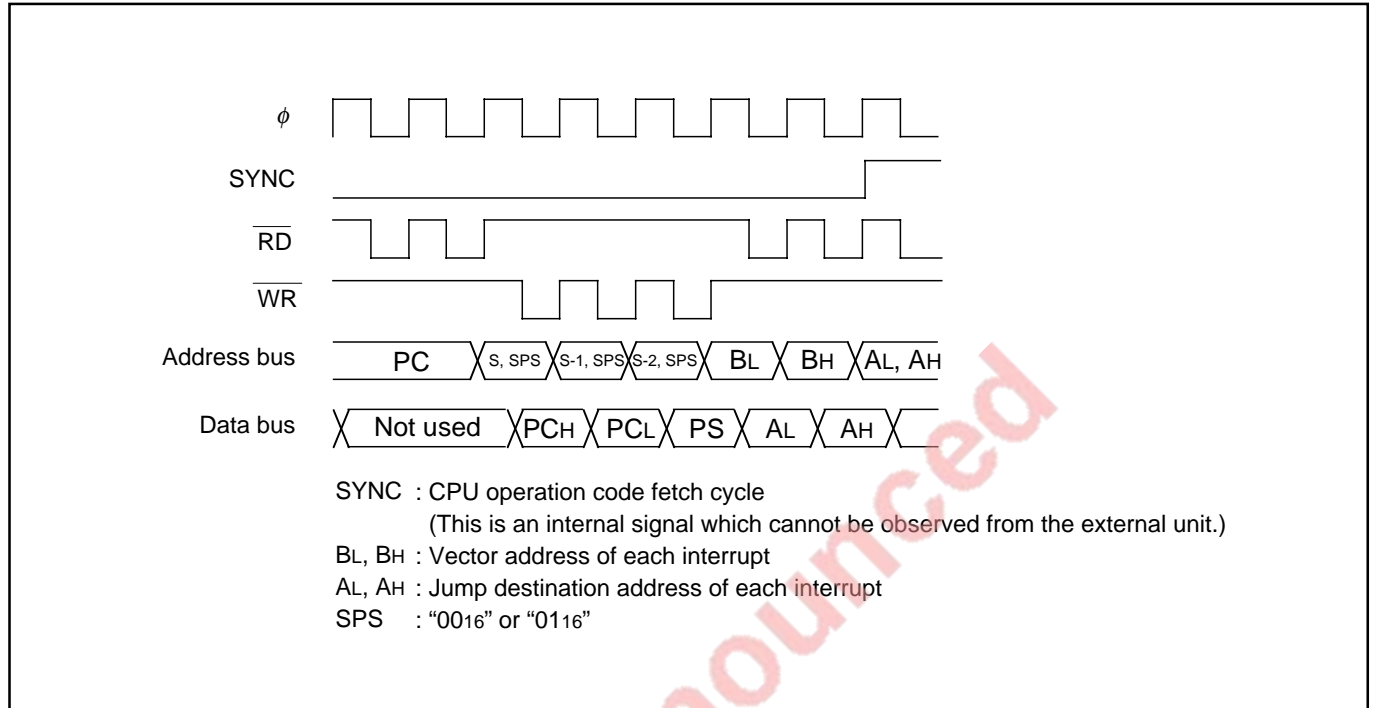 ϕ
SYNC
RD
WR
Address bus PC S, SPS S-1, SPS S-2, SPS BL BH AL, AH
Data bus Not used PCH PCL PS AL AH
SYNC : CPU operation code fetch cycle
(This is an internal signal which cannot be observed from the external unit.)
BL, BH : Vector address of each interrupt
AL, AH : Jump destination address of each interrupt
SPS : “0016” or “0116”
nounced